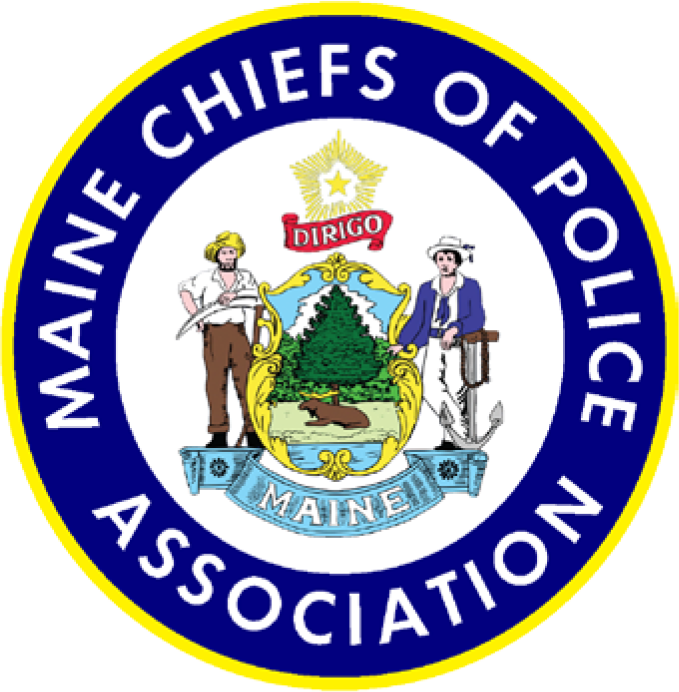 MAINE CHIEFS OF POLICE
ASSOCIATION
DIRIGO
MAINE